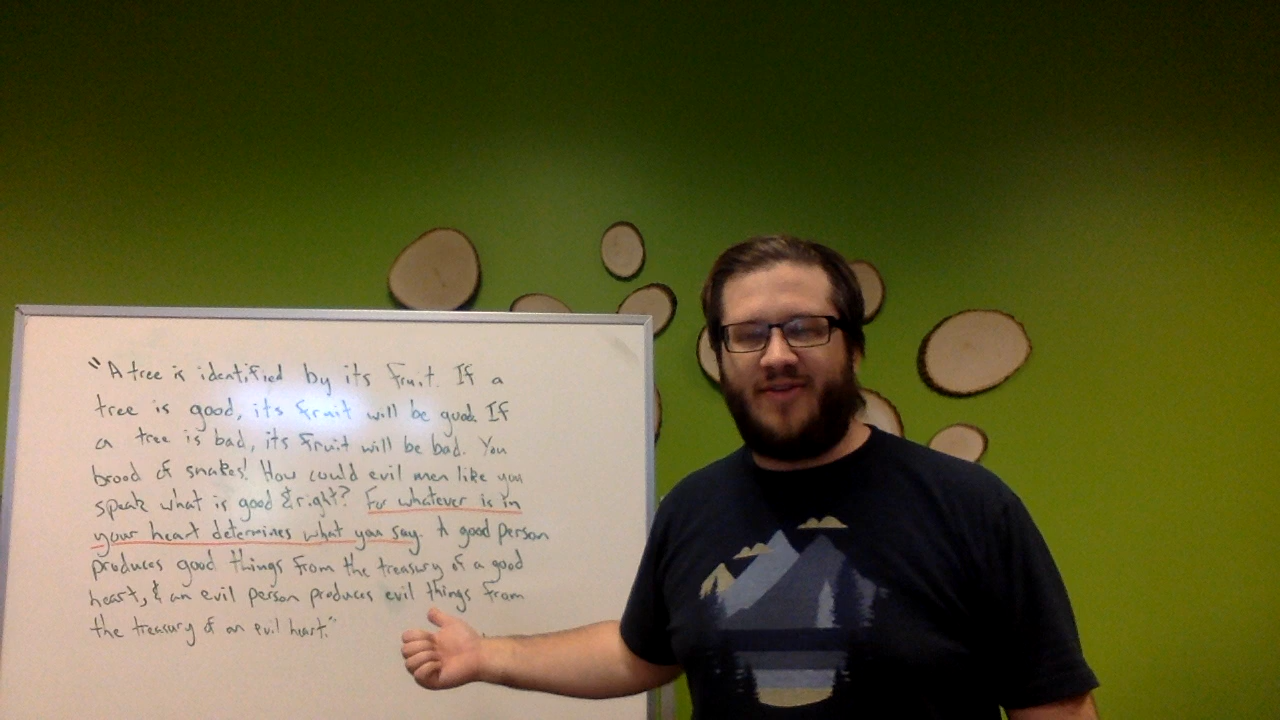 "A tree is identified by its fruit. If a
tree is good, its fruit will be good. If
a tree is bad, its fruit will be bad. You
brood of snakes! How could evil men like you
speak what is good & right? For whatever is in
your heart determines what you say. A good person
produces good things from the treasury of a good
heart, & an evil person produces evil things from
the treasury of an evil heart."